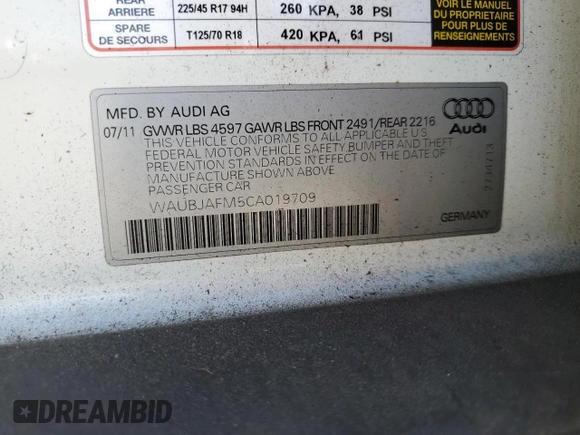 REAR
ARRIERE 225/45 R17 94H 260 KPA, 38 PSI
SPARE
DE SECOURS T125/70 R18 420 KPA, 61 PSI
VOIR LE MANUEL
DU PROPRIETAIRE
POUR PLUS DE
RENSEIGNEMENTS
MFD. BY AUDI AG
07/11 GVWR LBS 4597 GAWR LBS FRONT 2491/REAR 2216
THIS VEHICLE CONFORMS TO ALL APPLICABLE U.S.
FEDERAL MOTOR VEHICLE SAFETY, BUMPER AND THEFT
PREVENTION STANDARDS IN EFFECT ON THE DATE OF
MANUFACTURE SHOWN ABOVE
PASSENGER CAR
WAUBJAFM5CA019709
Audi
GERMANY
DREAMBID